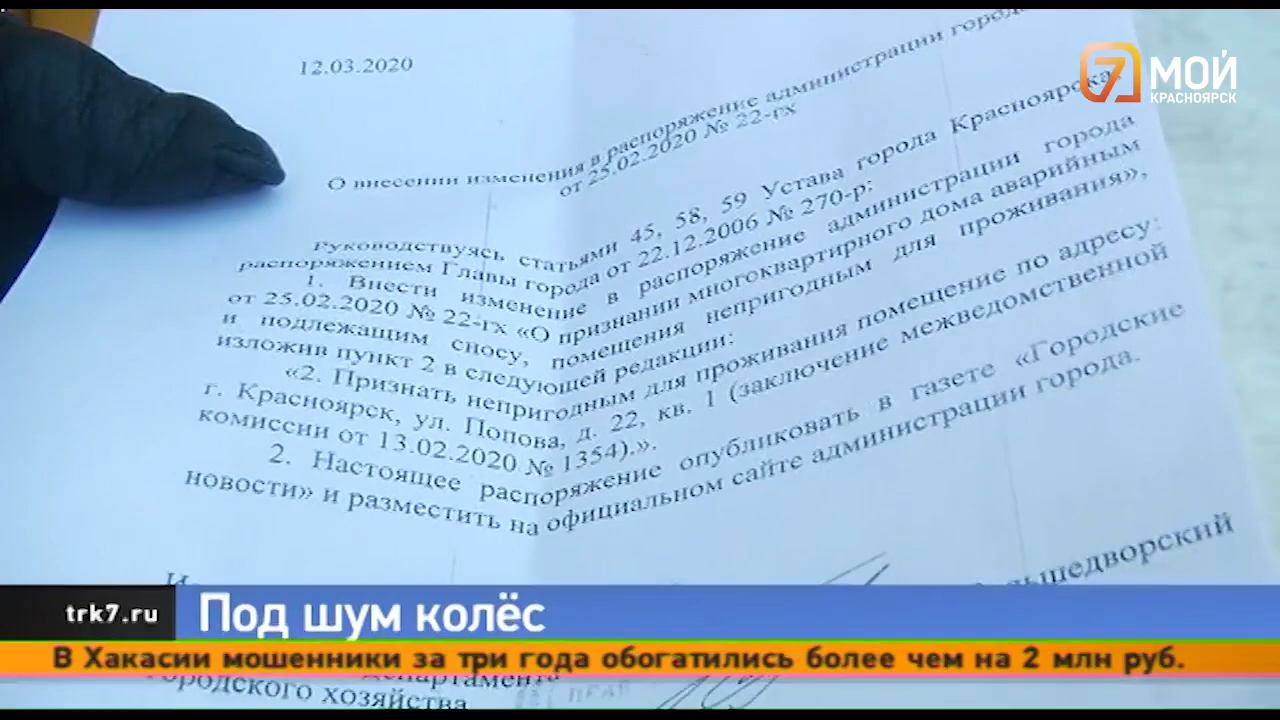 7 МОЙ
КРАСНОЯРСК
12.03.2020
О внесении изменения в распоряжение администрации города
от 25.02.2020 № 22-гх
Руководствуясь статьями 45, 58, 59 Устава города Красноярска,
распоряжением Главы города от 22.12.2006 № 270-р:
1. Внести изменение в распоряжение администрации города
от 25.02.2020 № 22-гх «О признании многоквартирного дома аварийным
и подлежащим сносу, помещения непригодным для проживания»,
изложив пункт 2 в следующей редакции:
«2. Признать непригодным для проживания помещение по адресу:
г. Красноярск, ул. Попова, д. 22, кв. 1 (заключение межведомственной
комиссии от 13.02.2020 № 1354).».
2. Настоящее распоряжение опубликовать в газете «Городские
новости» и разместить на официальном сайте администрации города.
trk7.ru
Под шум колёс
В Хакасии мошенники за три года обогатились более чем на 2 млн руб.
департамента
городского хозяйства